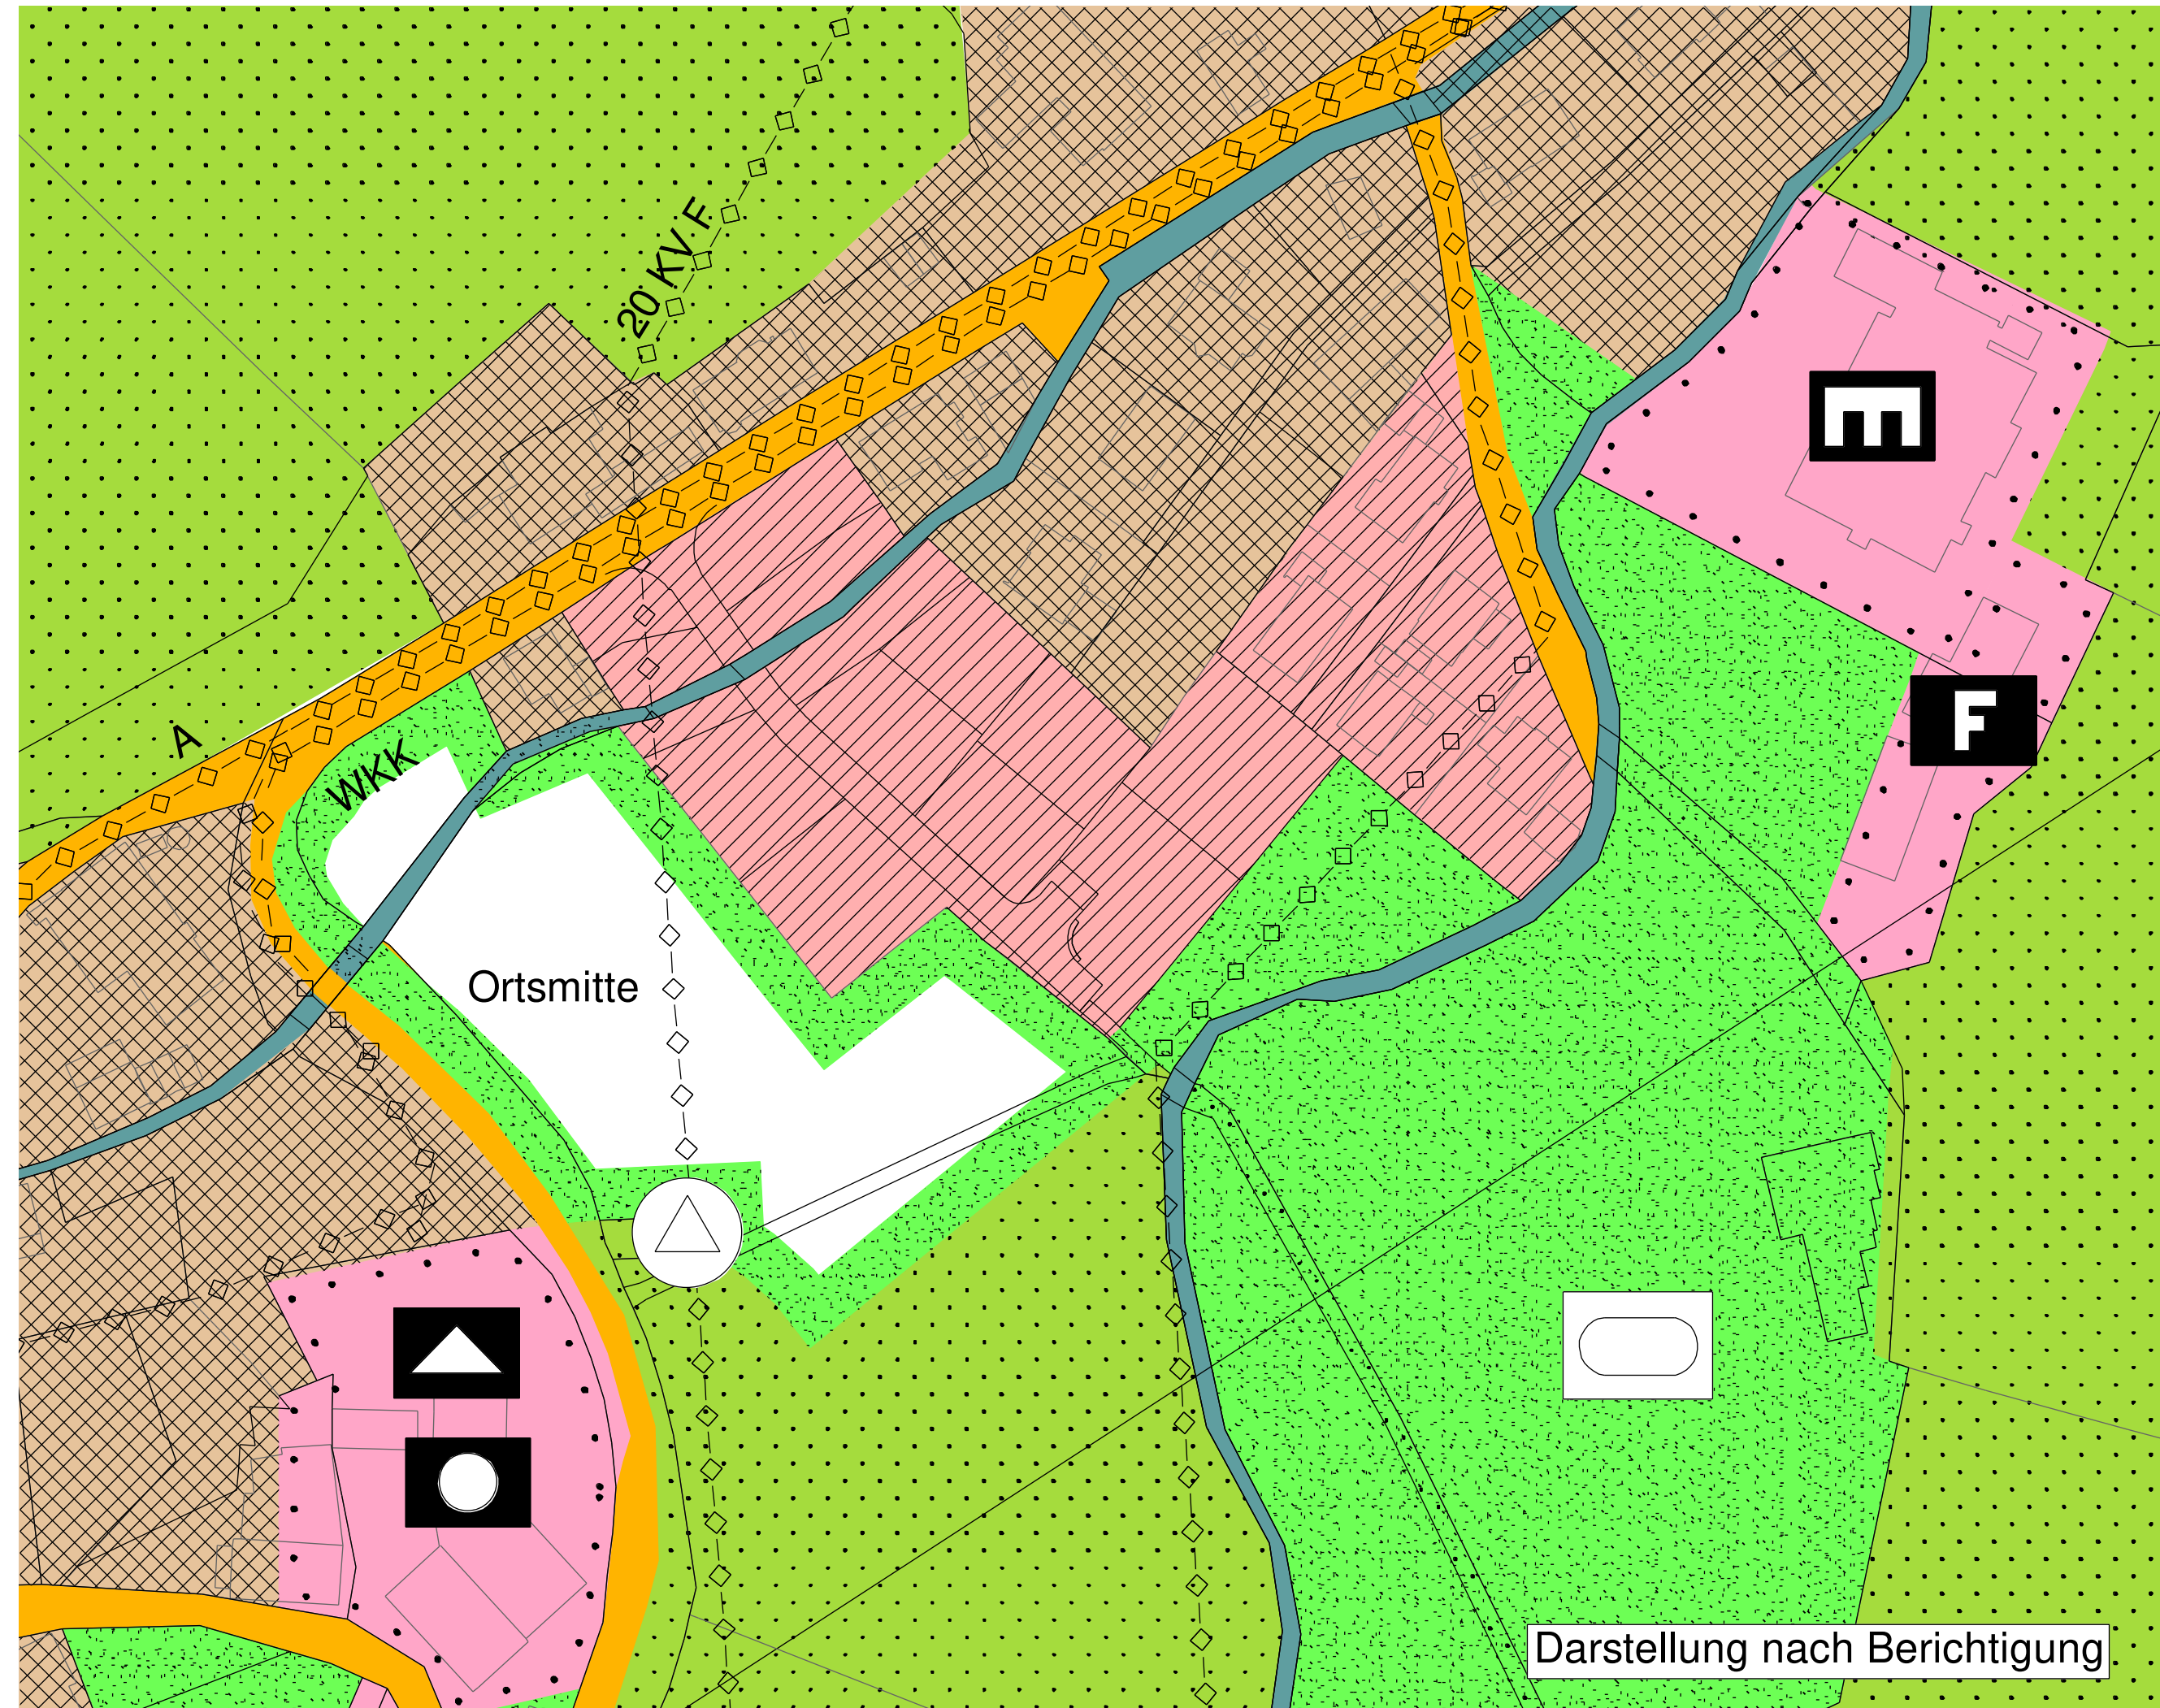 20 KV F
A
WKK
Ortsmitte
F
Darstellung nach Berichtigung